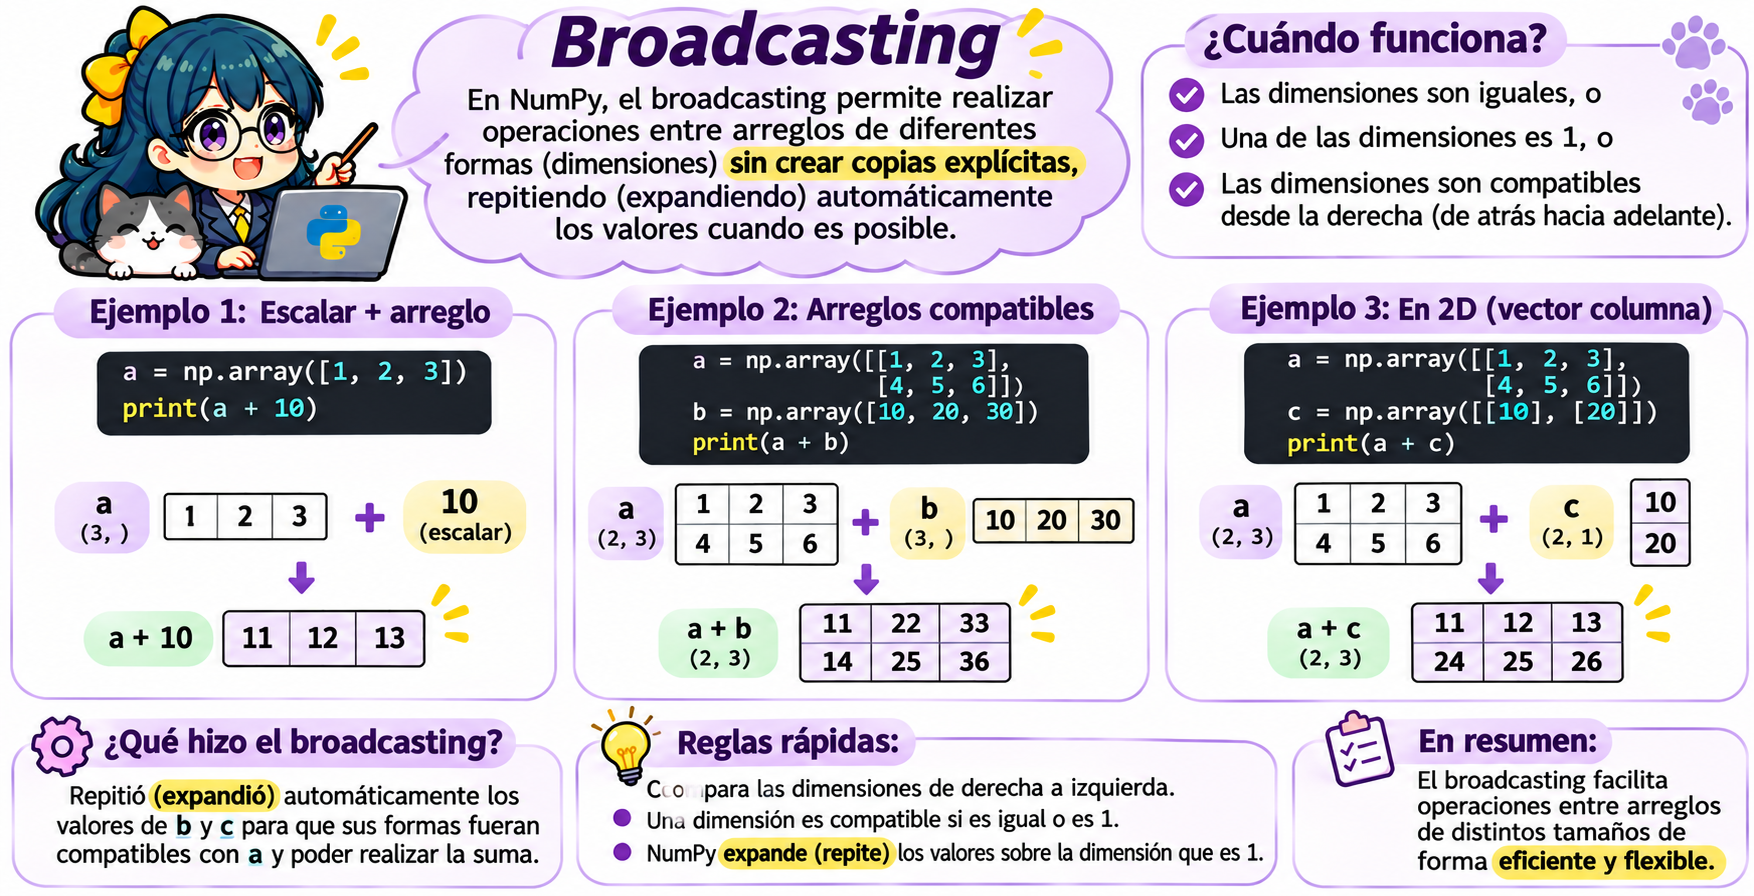 Broadcasting
En NumPy, el broadcasting permite realizar
operaciones entre arreglos de diferentes
formas (dimensiones) sin crear copias explícitas,
repitiendo (expandiendo) automáticamente
los valores cuando es posible.
¿Cuándo funciona?
Las dimensiones son iguales, o
Una de las dimensiones es 1, o
Las dimensiones son compatibles
desde la derecha (de atrás hacia adelante).
Ejemplo 1: Escalar + arreglo
a = np.array([1, 2, 3])
print(a + 10)
a
(3, )
1 2 3
+
10
(escalar)
a + 10
11 12 13
Ejemplo 2: Arreglos compatibles
a = np.array([[1, 2, 3],
[4, 5, 6]])
b = np.array([10, 20, 30])
print(a + b)
a
(2, 3)
1 2 3
4 5 6
+
b
(3, )
10 20 30
a + b
(2, 3)
11 22 33
14 25 36
Ejemplo 3: En 2D (vector columna)
a = np.array([[1, 2, 3],
[4, 5, 6]])
c = np.array([[10], [20]])
print(a + c)
a
(2, 3)
1 2 3
4 5 6
+
c
(2, 1)
10
20
a + c
(2, 3)
11 12 13
24 25 26
¿Qué hizo el broadcasting?
Repitió (expandió) automáticamente los
valores de b y c para que sus formas fueran
compatibles con a y poder realizar la suma.
Reglas rápidas:
para las dimensiones de derecha a izquierda.
Una dimensión es compatible si es igual o es 1.
NumPy expande (repite) los valores sobre la dimensión que es 1.
En resumen:
El broadcasting facilita
operaciones entre arreglos
de distintos tamaños de
forma eficiente y flexible.